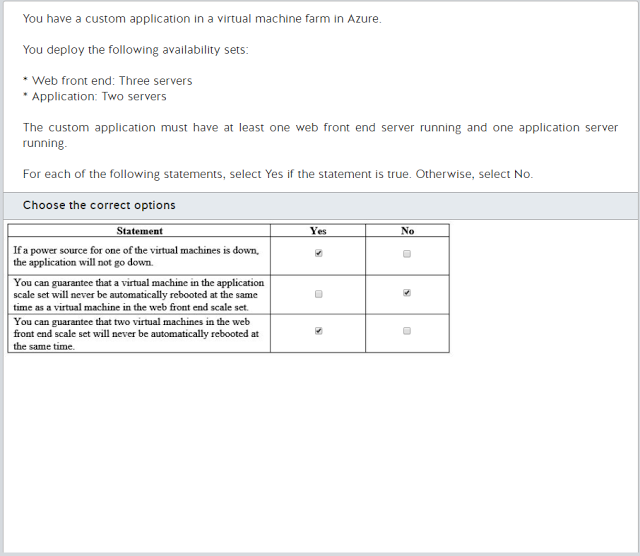 You have a custom application in a virtual machine farm in Azure.
You deploy the following availability sets:
* Web front end: Three servers
* Application: Two servers
The custom application must have at least one web front end server running and one application server
running.
For each of the following statements, select Yes if the statement is true. Otherwise, select No.
Choose the correct options
Statement Yes No
If a power source for one of the virtual machines is down,
the application will not go down.
You can guarantee that a virtual machine in the application
scale set will never be automatically rebooted at the same
time as a virtual machine in the web front end scale set.
You can guarantee that two virtual machines in the web
front end scale set will never be automatically rebooted at
the same time.